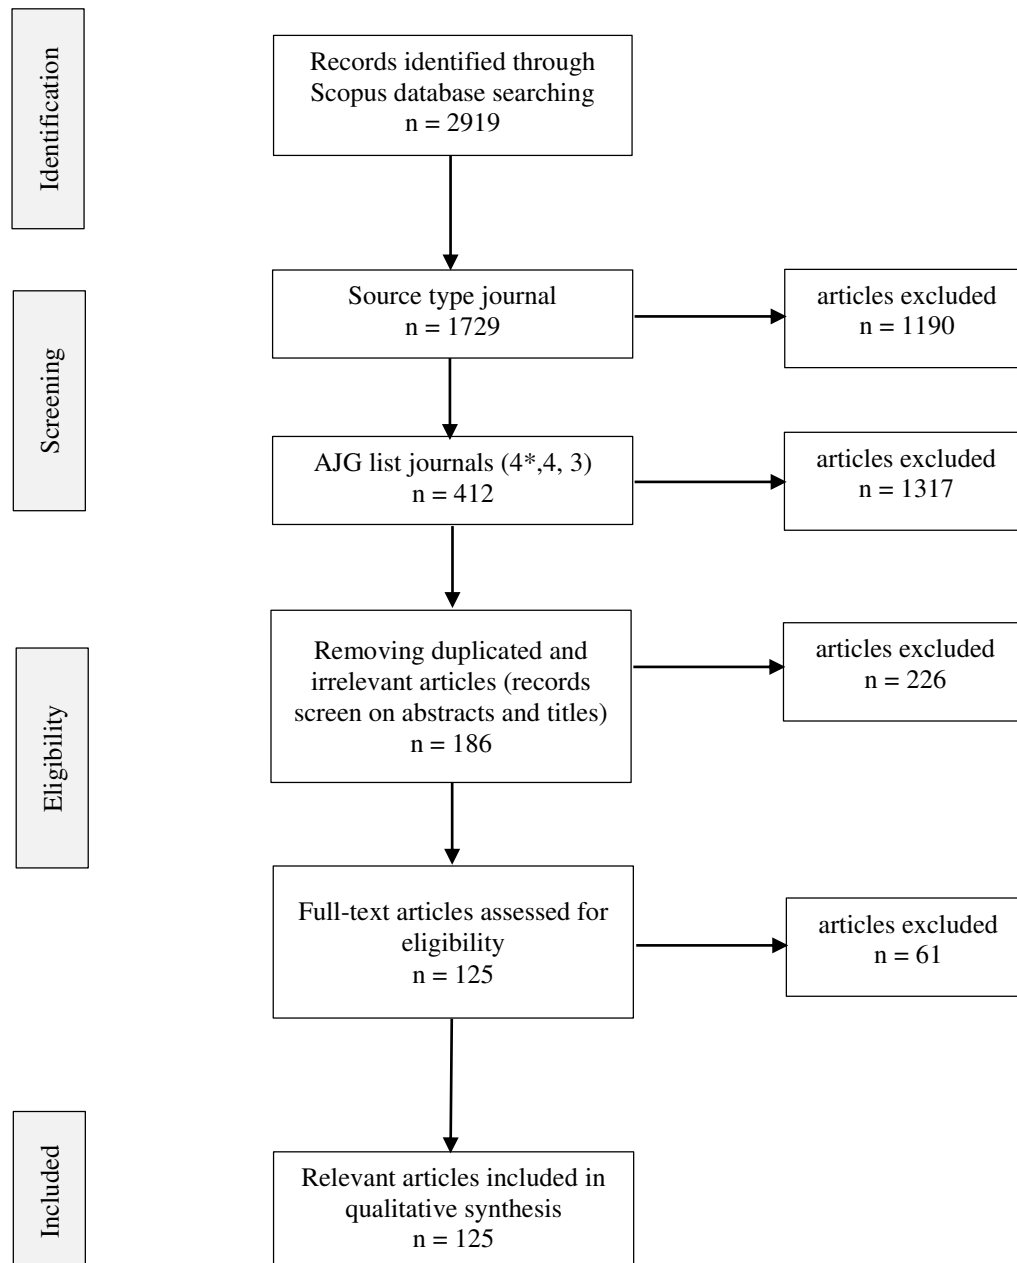 Identification
Records identified through
Scopus database searching
n = 2919
Screening
Source type journal
n = 1729
articles excluded
n = 1190
AJG list journals (4*,4, 3)
n = 412
articles excluded
n = 1317
Eligibility
Removing duplicated and
irrelevant articles (records
screen on abstracts and titles)
n = 186
articles excluded
n = 226
Full-text articles assessed for
eligibility
n = 125
articles excluded
n = 61
Included
Relevant articles included in
qualitative synthesis
n = 125